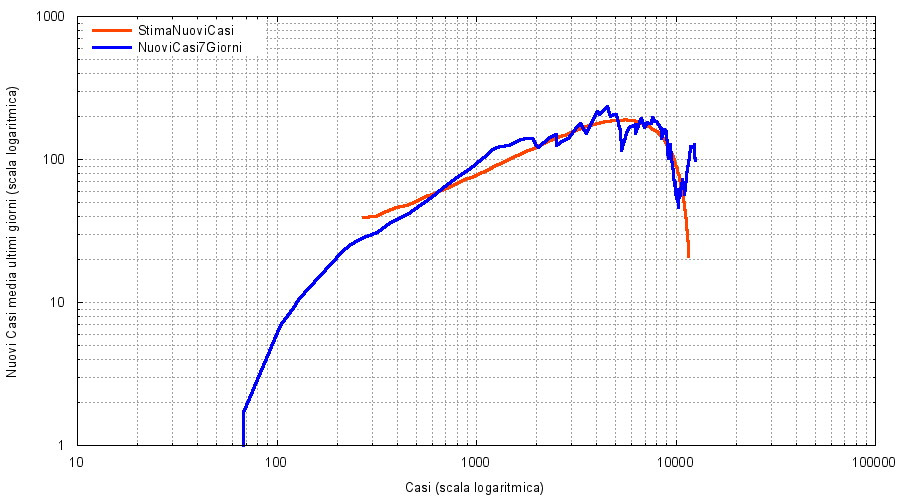 1000
StimaNuoviCasi
NuoviCasi7Giorni
100
10
1
Nuovi Casi media ultimi giorni (scala logaritmica)
10
100
1000
10000
100000
Casi (scala logaritmica)